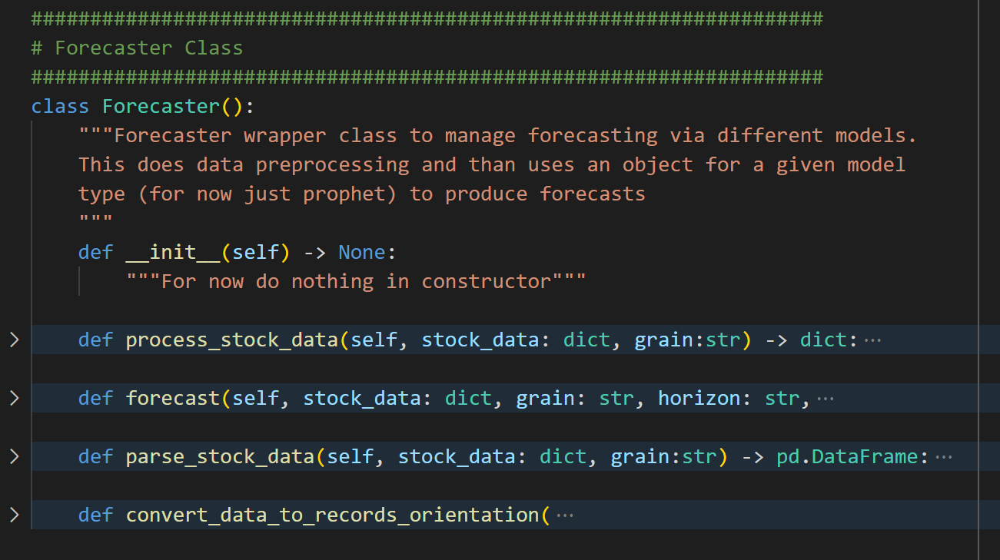 ###################################################################
# Forecaster Class
###################################################################
class Forecaster():
"""Forecaster wrapper class to manage forecasting via different models.
This does data preprocessing and than uses an object for a given model
type (for now just prophet) to produce forecasts
"""
def __init__(self) -> None:
"""For now do nothing in constructor"""
def process_stock_data(self, stock_data: dict, grain:str) -> dict:···
def forecast(self, stock_data: dict, grain: str, horizon: str,···
def parse_stock_data(self, stock_data: dict, grain:str) -> pd.DataFrame:···
def convert_data_to_records_orientation(···